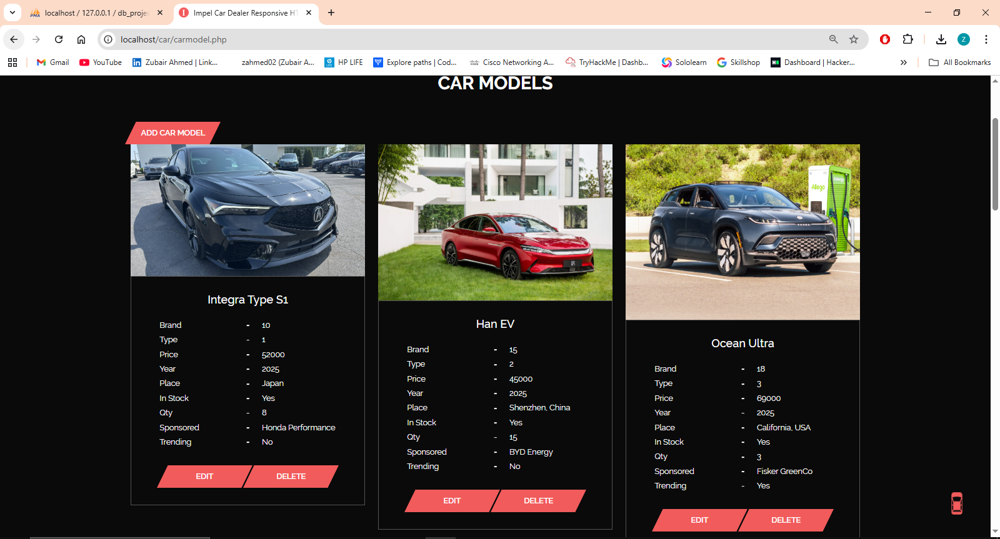 localhost / 127.0.0.1 / db_proje
Impel Car Dealer Responsive HT
localhost/car/carmodel.php
Z
Gmail
YouTube
Zubair Ahmed | Link...
zahmed02 (Zubair A...
HP LIFE
Explore paths | Cod...
Cisco Networking A...
TryHackMe | Dashb...
Sololearn
Skillshop
Dashboard | Hacker...
All Bookmarks
CAR MODELS
ADD CAR MODEL
Allego
Allego
Integra Type S1
Brand - 10
Type - 1
Price - 52000
Year - 2025
Place - Japan
In Stock - Yes
Qty - 8
Sponsored - Honda Performance
Trending - No
EDIT
DELETE
Han EV
Brand - 15
Type - 2
Price - 45000
Year - 2025
Place - Shenzhen, China
In Stock - Yes
Qty - 15
Sponsored - BYD Energy
Trending - No
EDIT
DELETE
Ocean Ultra
Brand - 18
Type - 3
Price - 69000
Year - 2025
Place - California, USA
In Stock - Yes
Qty - 3
Sponsored - Fisker GreenCo
Trending - Yes
EDIT
DELETE